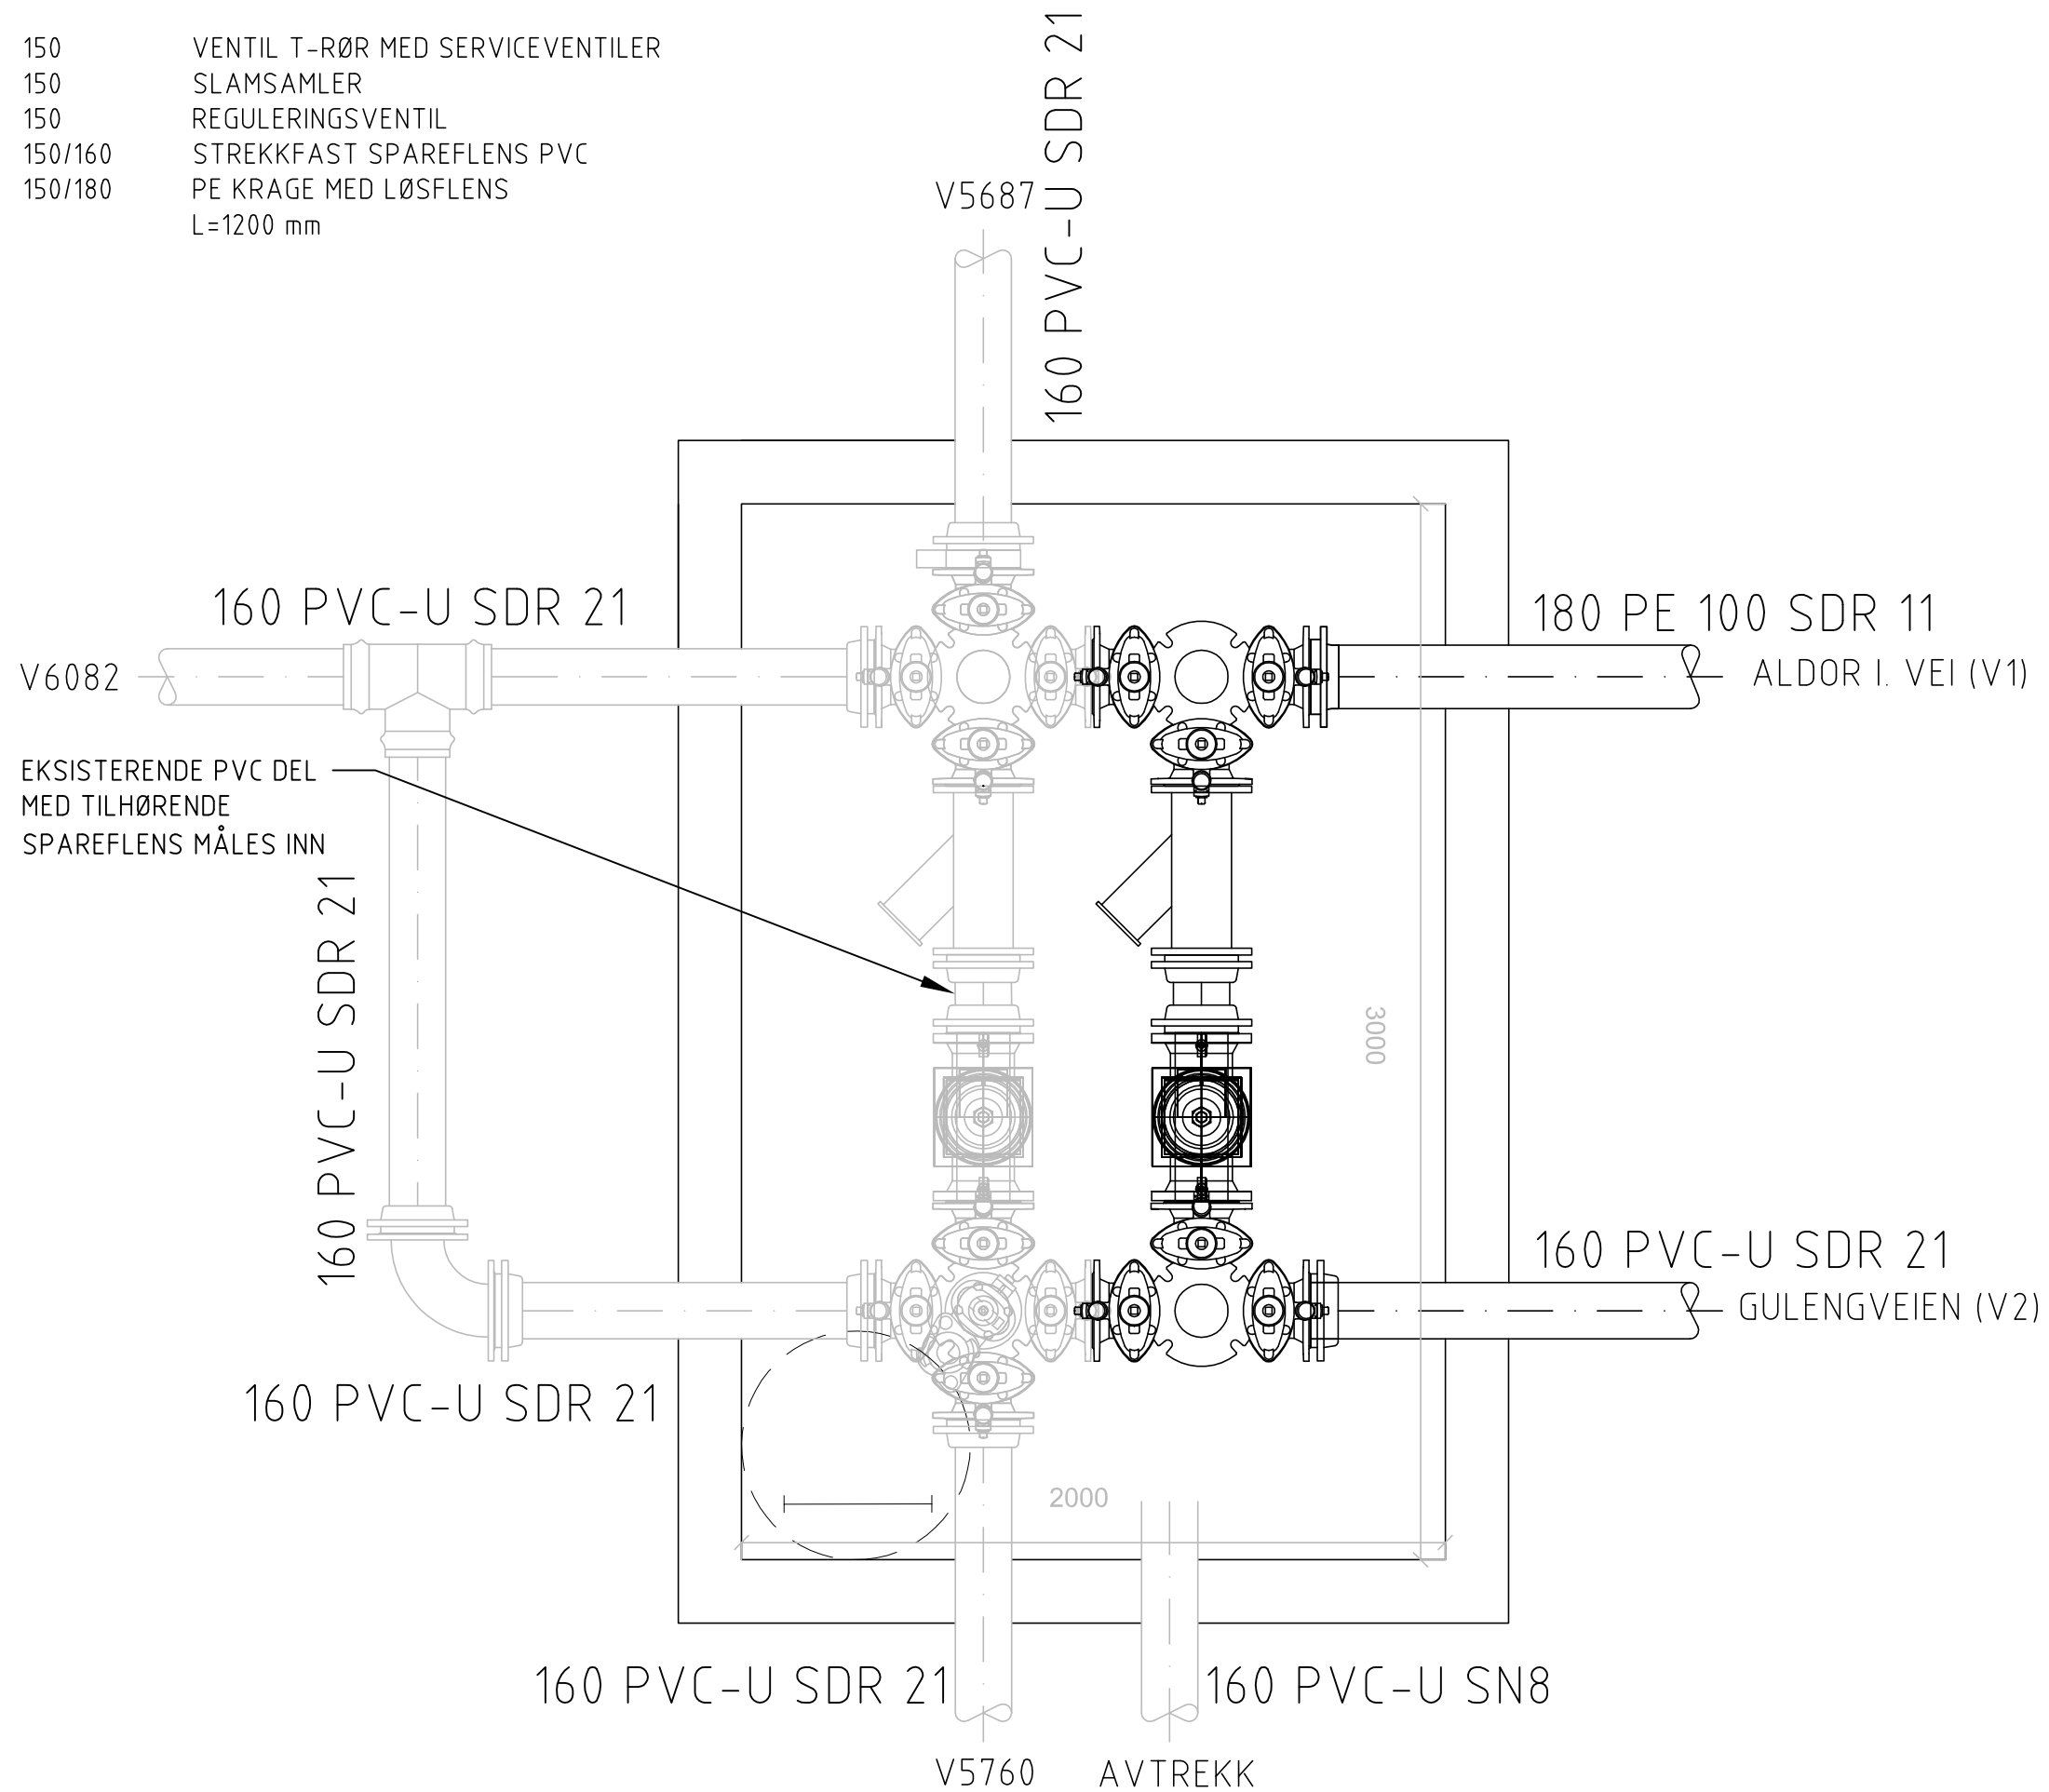 150 VENTIL T-RØR MED SERVICEVENTILER
150 SLAMSAMLER
150 REGULERINGSVENTIL
150/160 STREKKFAST SPAREFLENS PVC
150/180 PE KRAGE MED LØSFLENS
L=1200 mm
V5687
160 PVC-U SDR 21
160 PVC-U SDR 21
180 PE 100 SDR 11
V6082
ALDOR I. VEI (V1)
EKSISTERENDE PVC DEL
MED TILHØRENDE
SPAREFLENS MÅLES INN
160 PVC-U SDR 21
3000
160 PVC-U SDR 21
GULENGVEIEN (V2)
160 PVC-U SDR 21
2000
160 PVC-U SDR 21
160 PVC-U SN8
V5760
AVTREKK